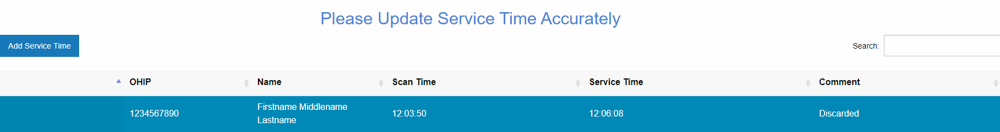 Please Update Service Time Accurately
Add Service Time
Search:
OHIP Name Scan Time Service Time Comment
1234567890 Firstname Middlename Lastname 12:03:50 12:06:08 Discarded